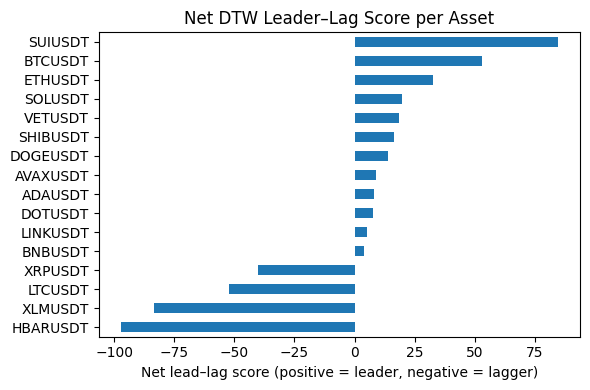 Net DTW Leader–Lag Score per Asset
SUIUSDT
BTCUSDT
ETHUSDT
SOLUSDT
VETUSDT
SHIBUSDT
DOGEUSDT
AVAXUSDT
ADAUSDT
DOTUSDT
LINKUSDT
BNBUSDT
XRPUSDT
LTCUSDT
XLMUSDT
HBARUSDT
−100 −75 −50 −25 0 25 50 75
Net lead–lag score (positive = leader, negative = lagger)